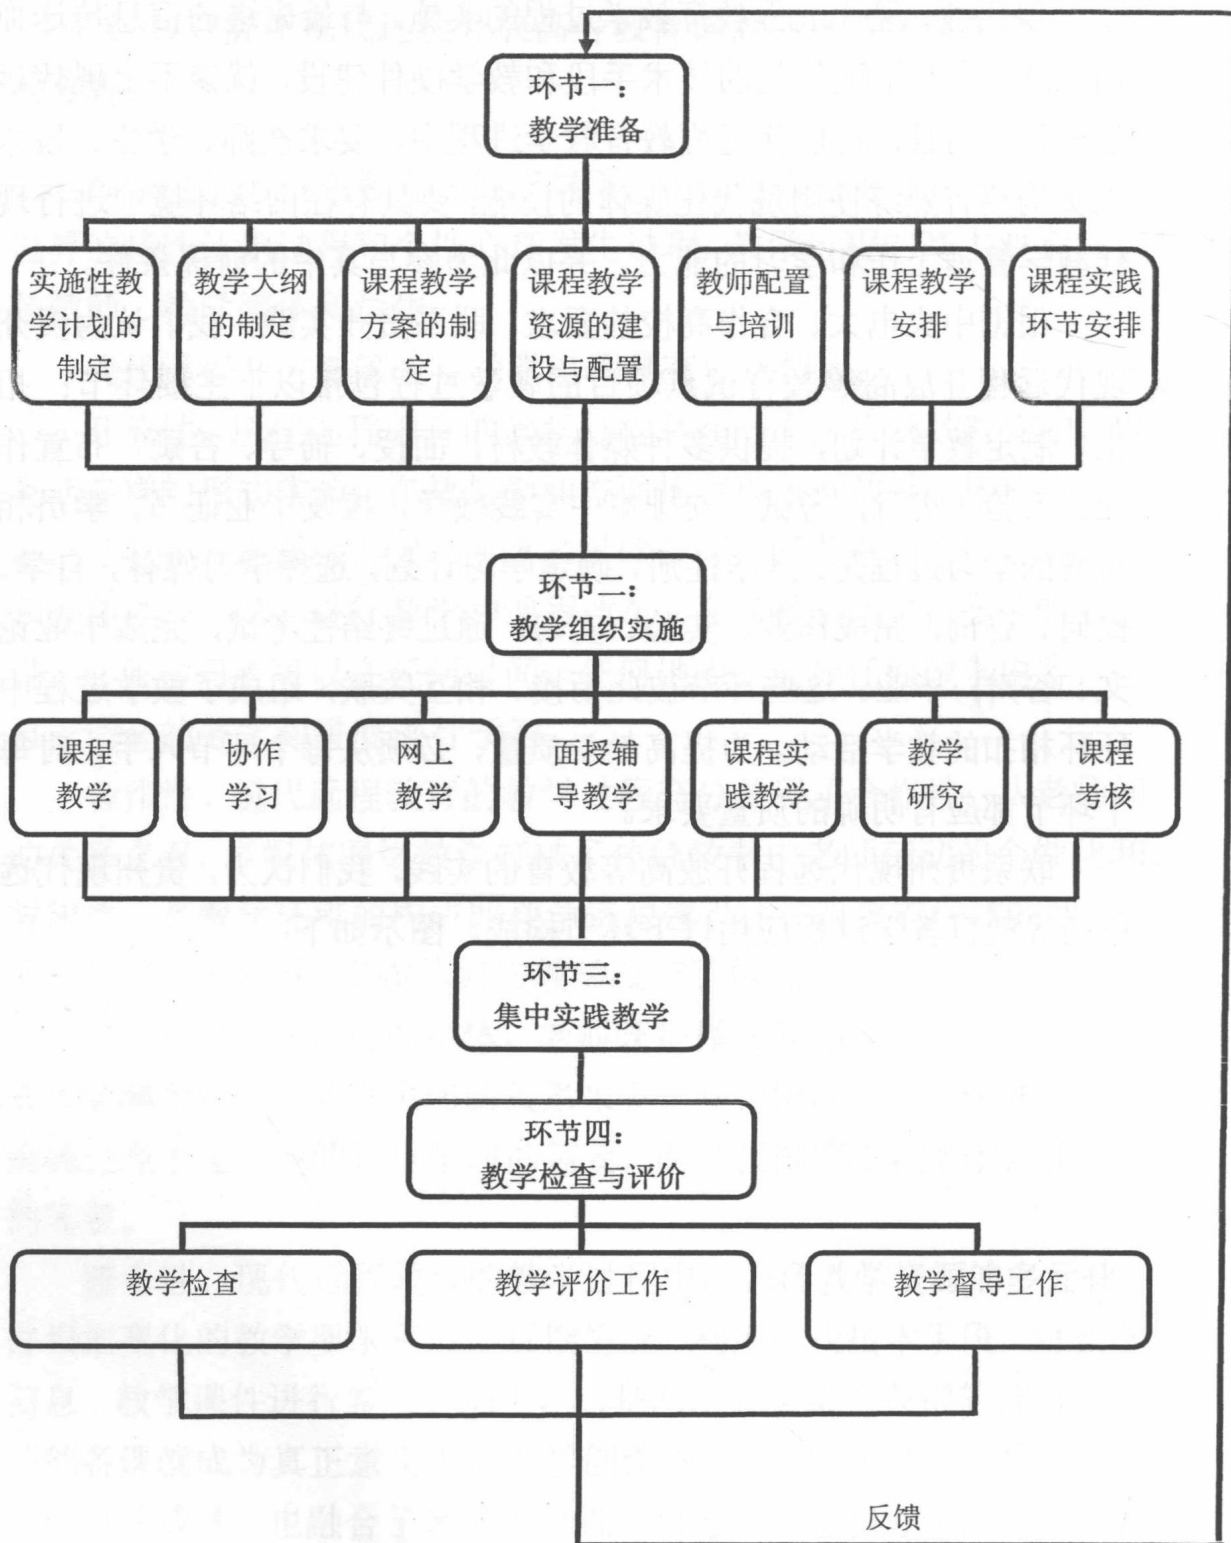 环节一：
教学准备
实施性教
学计划的
制定
教学大纲
的制定
课程教学
方案的制
定
课程教学
资源的建
设与配置
教师配置
与培训
课程教学
安排
课程实践
环节安排
环节二：
教学组织实施
课程
教学
协作
学习
网上
教学
面授辅
导教学
课程实
践教学
教学
研究
课程
考核
环节三：
集中实践教学
环节四：
教学检查与评价
教学检查
教学评价工作
教学督导工作
反馈